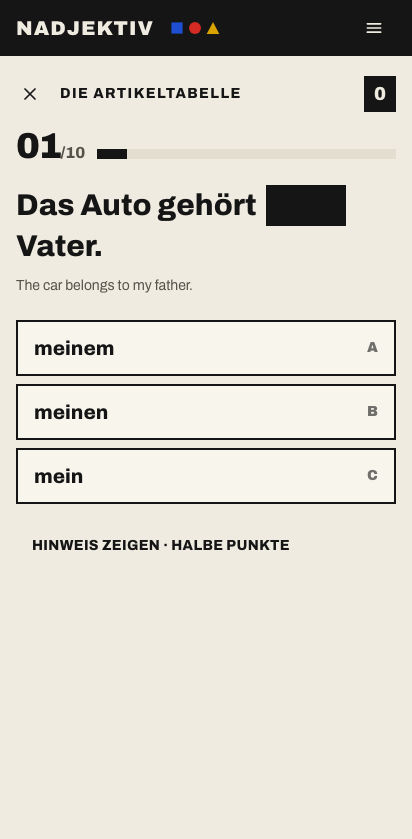 NADJEKTIV
DIE ARTIKELTABELLE
0
01/10
Das Auto gehört
Vater.
The car belongs to my father.
meinem A
meinen B
mein C
HINWEIS ZEIGEN · HALBE PUNKTE